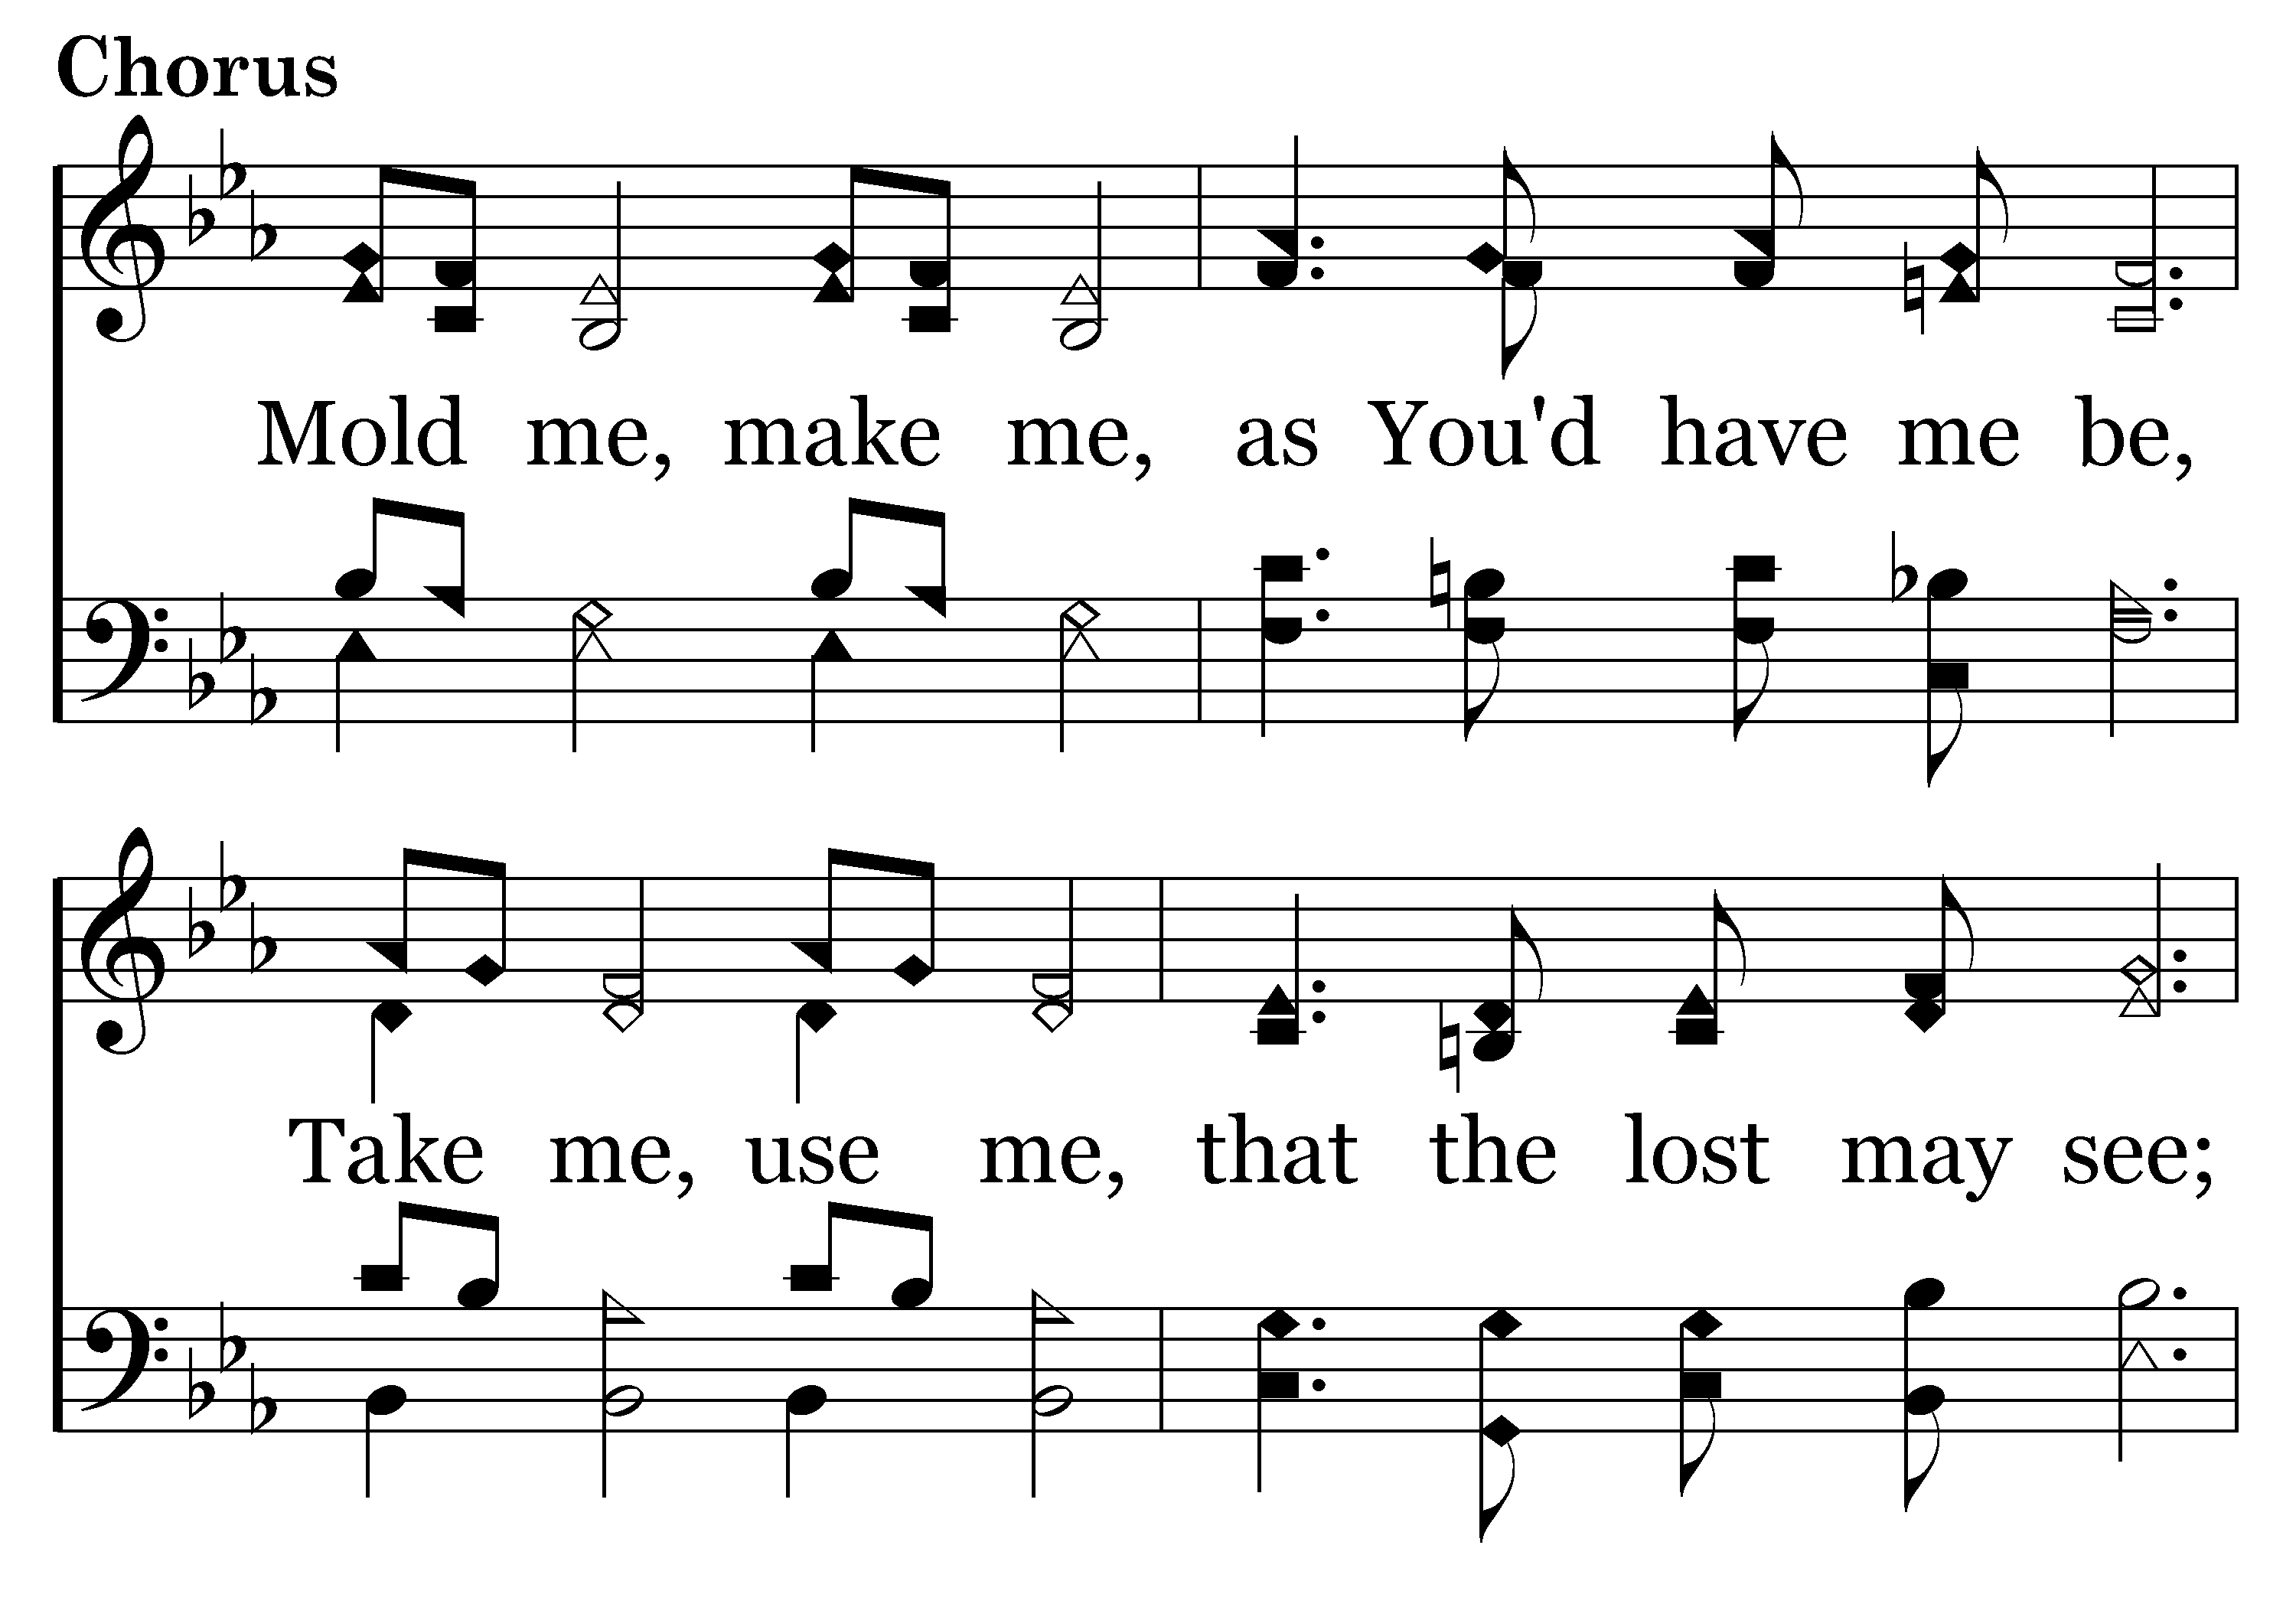 Chorus
Mold me, make me, as You'd have me be,
Take me, use me, that the lost may see;